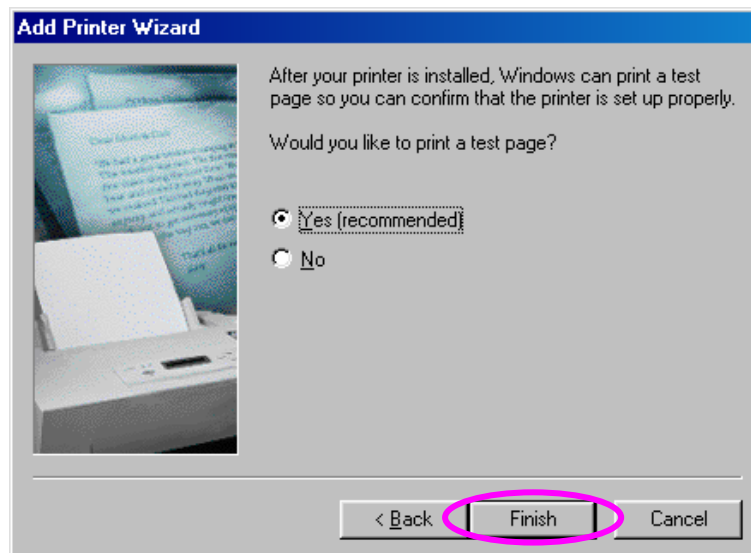 Add Printer Wizard
After your printer is installed, Windows can print a test
page so you can confirm that the printer is set up properly.
Would you like to print a test page?
Yes (recommended)
No
< Back
Finish
Cancel